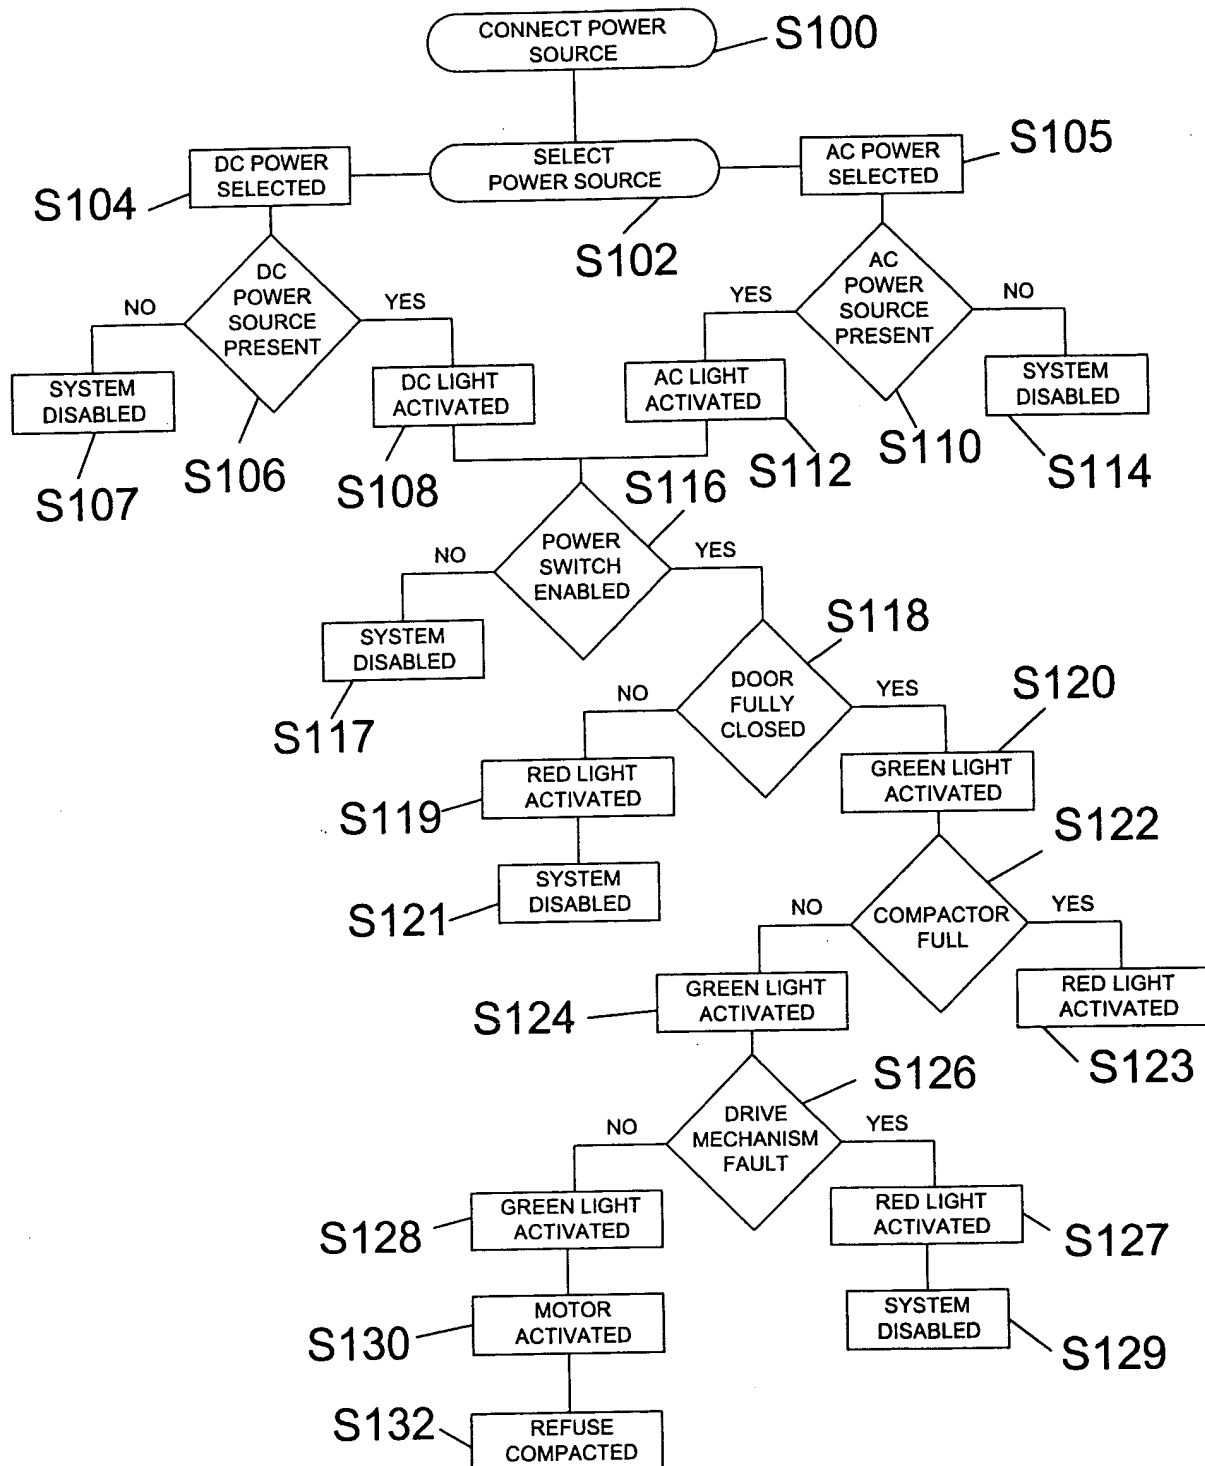 CONNECT POWER
SOURCE
S100
DC POWER
SELECTED
S104
SELECT
POWER SOURCE
S102
AC POWER
SELECTED
S105
DC
POWER
SOURCE
PRESENT
NO
YES
S106
AC
POWER
SOURCE
PRESENT
YES
NO
S110
SYSTEM
DISABLED
S107
DC LIGHT
ACTIVATED
S108
AC LIGHT
ACTIVATED
S112
SYSTEM
DISABLED
S114
POWER
SWITCH
ENABLED
S116
NO
YES
SYSTEM
DISABLED
S117
DOOR
FULLY
CLOSED
S118
NO
YES
RED LIGHT
ACTIVATED
S119
GREEN LIGHT
ACTIVATED
S120
SYSTEM
DISABLED
S121
COMPACTOR
FULL
S122
NO
YES
GREEN LIGHT
ACTIVATED
S124
RED LIGHT
ACTIVATED
S123
DRIVE
MECHANISM
FAULT
S126
NO
YES
GREEN LIGHT
ACTIVATED
S128
RED LIGHT
ACTIVATED
S127
MOTOR
ACTIVATED
S130
SYSTEM
DISABLED
S129
REFUSE
COMPACTED
S132